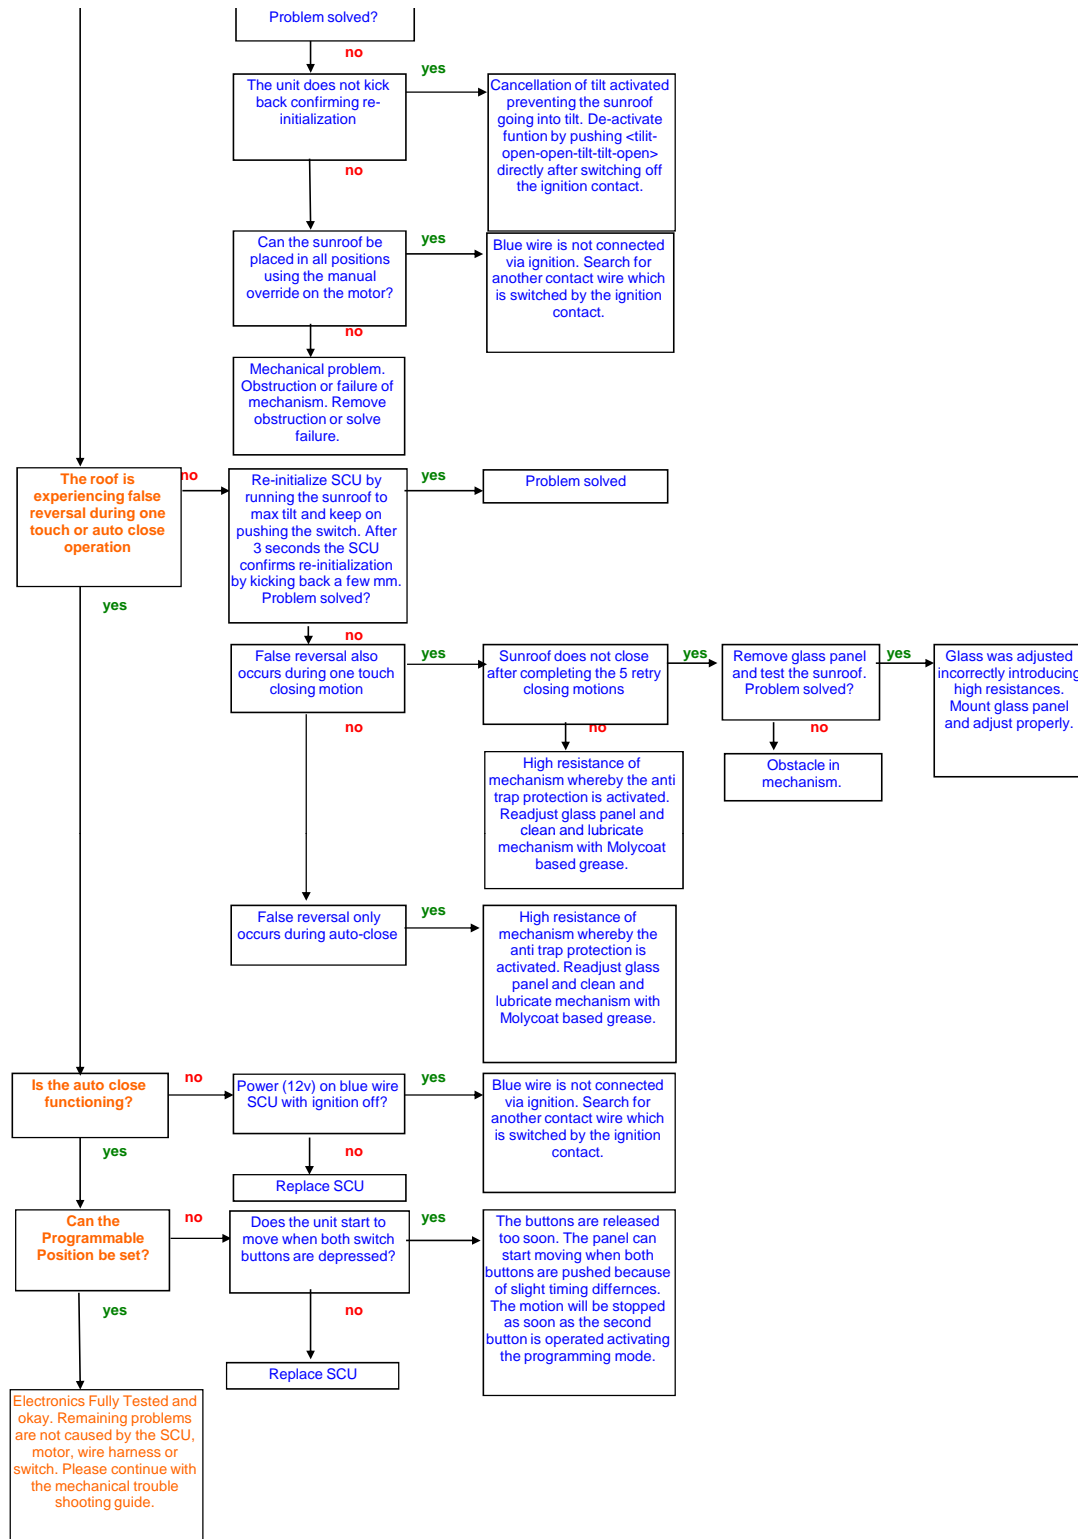 Problem solved?
no
The unit does not kick
back confirming re-
initialization
yes
Cancellation of tilt activated
preventing the sunroof
going into tilt. De-activate
funtion by pushing <tilit-
open-open-tilt-tilt-open>
directly after switching off
the ignition contact.
no
Can the sunroof be
placed in all positions
using the manual
override on the motor?
yes
Blue wire is not connected
via ignition. Search for
another contact wire which
is switched by the ignition
contact.
no
Mechanical problem.
Obstruction or failure of
mechanism. Remove
obstruction or solve
failure.
The roof is
experiencing false
reversal during one
touch or auto close
operation
no
Re-initialize SCU by
running the sunroof to
max tilt and keep on
pushing the switch. After
3 seconds the SCU
confirms re-initialization
by kicking back a few mm.
Problem solved?
yes
Problem solved
yes
no
False reversal also
occurs during one touch
closing motion
yes
Sunroof does not close
after completing the 5 retry
closing motions
yes
Remove glass panel
and test the sunroof.
Problem solved?
yes
Glass was adjusted
incorrectly introducing
high resistances.
Mount glass panel
and adjust properly.
no
no
no
High resistance of
mechanism whereby the anti
trap protection is activated.
Readjust glass panel and
clean and lubricate
mechanism with Molycoat
based grease.
Obstacle in
mechanism.
False reversal only
occurs during auto-close
yes
High resistance of
mechanism whereby the
anti trap protection is
activated. Readjust glass
panel and clean and
lubricate mechanism with
Molycoat based grease.
Is the auto close
functioning?
no
Power (12v) on blue wire
SCU with ignition off?
yes
Blue wire is not connected
via ignition. Search for
another contact wire which
is switched by the ignition
contact.
yes
no
Replace SCU
Can the
Programmable
Position be set?
no
Does the unit start to
move when both switch
buttons are depressed?
yes
The buttons are released
too soon. The panel can
start moving when both
buttons are pushed because
of slight timing differnces.
The motion will be stopped
as soon as the second
button is operated activating
the programming mode.
yes
no
Replace SCU
Electronics Fully Tested and
okay. Remaining problems
are not caused by the SCU,
motor, wire harness or
switch. Please continue with
the mechanical trouble
shooting guide.